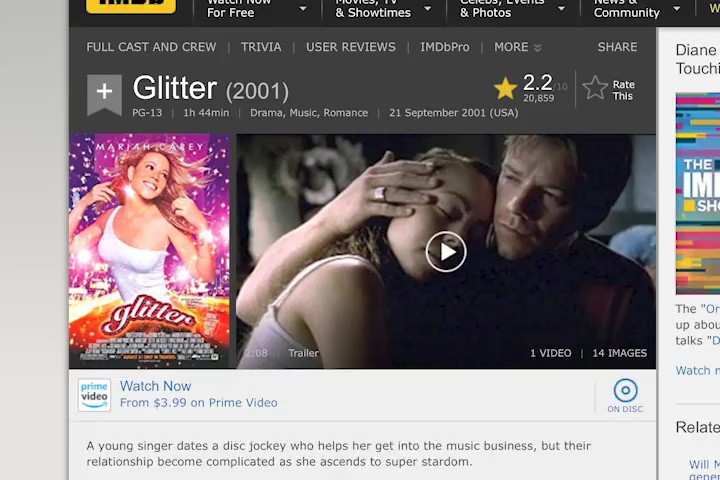 IMDb
Watch Now
For Free
Movies, TV
& Showtimes
Celebs, Events
& Photos
News &
Community
FULL CAST AND CREW | TRIVIA | USER REVIEWS | IMDbPro | MORE
SHARE
+ Glitter (2001)
2.2/10
20,859
Rate
This
PG-13 | 1h 44min | Drama, Music, Romance | 21 September 2001 (USA)
MARIAH CAREY
glitter
2:08 Trailer
1 VIDEO | 14 IMAGES
prime video
Watch Now
From $3.99 on Prime Video
ON DISC
A young singer dates a disc jockey who helps her get into the music business, but their
relationship become complicated as she ascends to super stardom.
Diane
Touchi
THE
IM
SHO
The "Or
up abou
talks "D
Watch
Relate
Will M